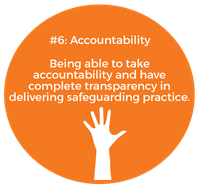 #6: Accountability
Being able to take
accountability and have
complete transparency in
delivering safeguarding practice.